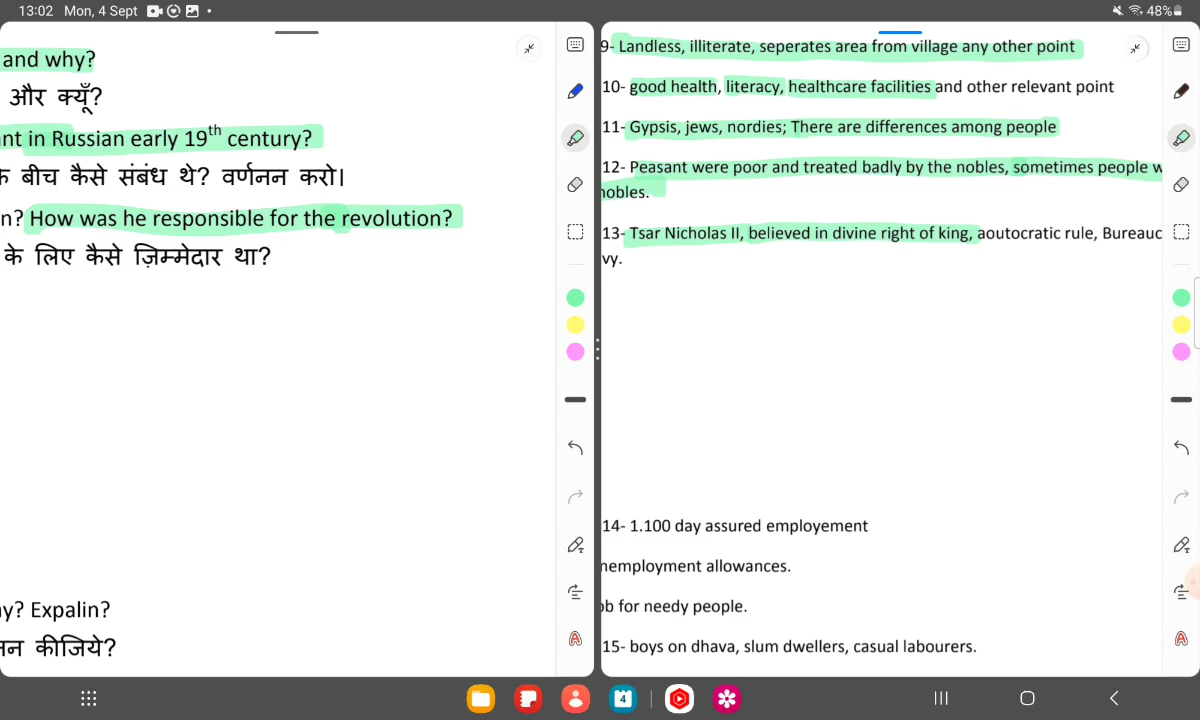 13:02 Mon, 4 Sept
48%
and why?
और क्यूँ?
nt in Russian early 19th century?
के बीच कैसे संबंध थे? वर्णनन करो।
n? How was he responsible for the revolution?
के लिए कैसे ज़िम्मेदार था?
y? Expalin?
नन कीजिये?
9- Landless, illiterate, seperates area from village any other point
10- good health, literacy, healthcare facilities and other relevant point
11- Gypsis, jews, nordies; There are differences among people
12- Peasant were poor and treated badly by the nobles, sometimes people w
nobles.
13- Tsar Nicholas II, believed in divine right of king, aoutocratic rule, Bureauc
vy.
14- 1.100 day assured employement
nemployment allowances.
ob for needy people.
15- boys on dhava, slum dwellers, casual labourers.
4